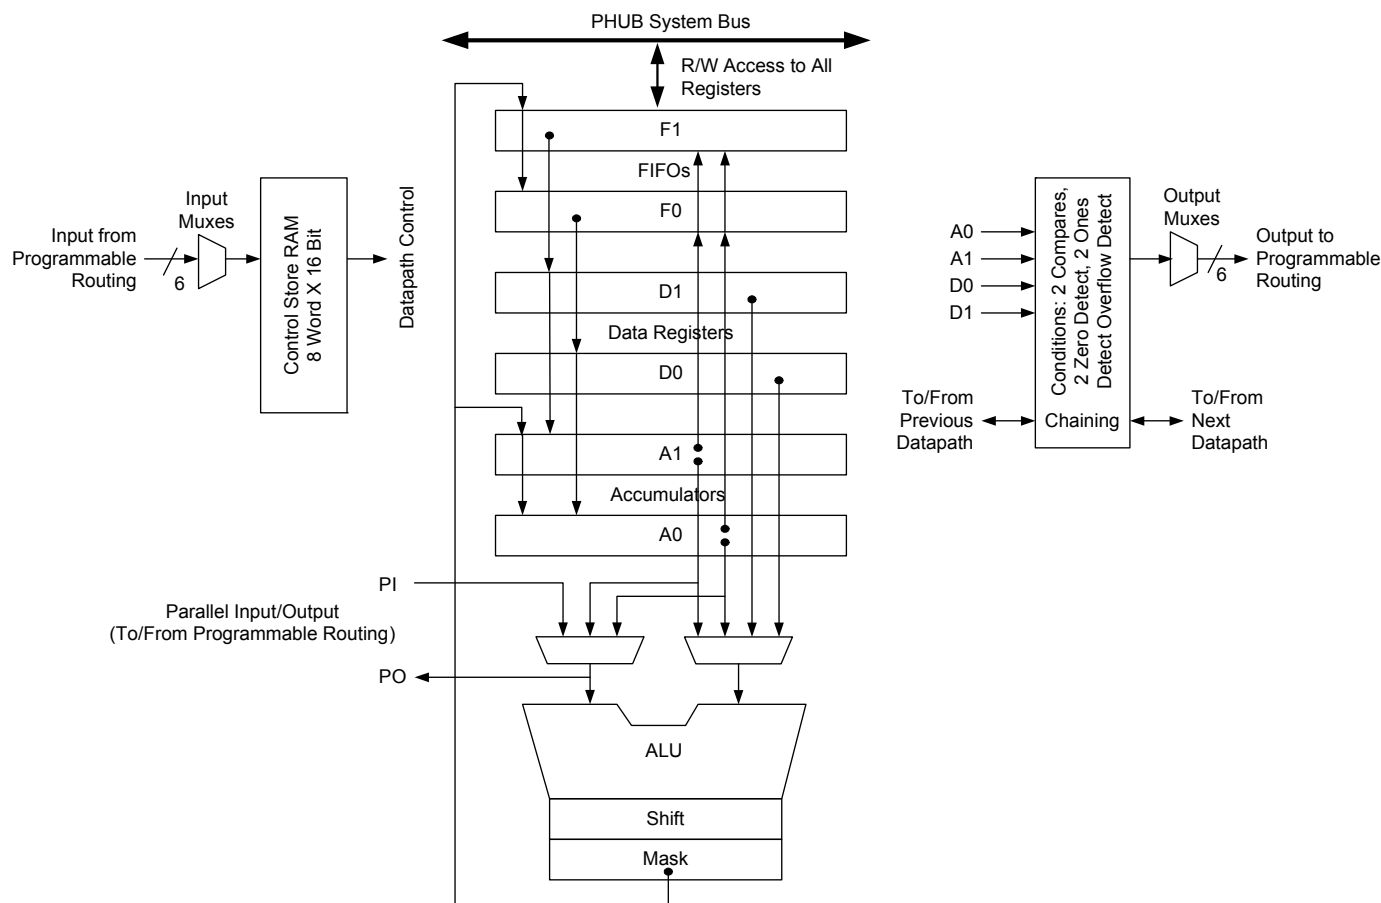 PHUB System Bus
R/W Access to All
Registers
F1
FIFOs
F0
D1
Data Registers
D0
A1
Accumulators
A0
Input from
Programmable
Routing
6
Input
Muxes
Control Store RAM
8 Word X 16 Bit
Datapath Control
A0
A1
D0
D1
Conditions: 2 Compares,
2 Zero Detect, 2 Ones
Detect Overflow Detect
Chaining
To/From
Previous
Datapath
To/From
Next
Datapath
Output
Muxes
6
Output to
Programmable
Routing
PI
Parallel Input/Output
(To/From Programmable Routing)
PO
ALU
Shift
Mask